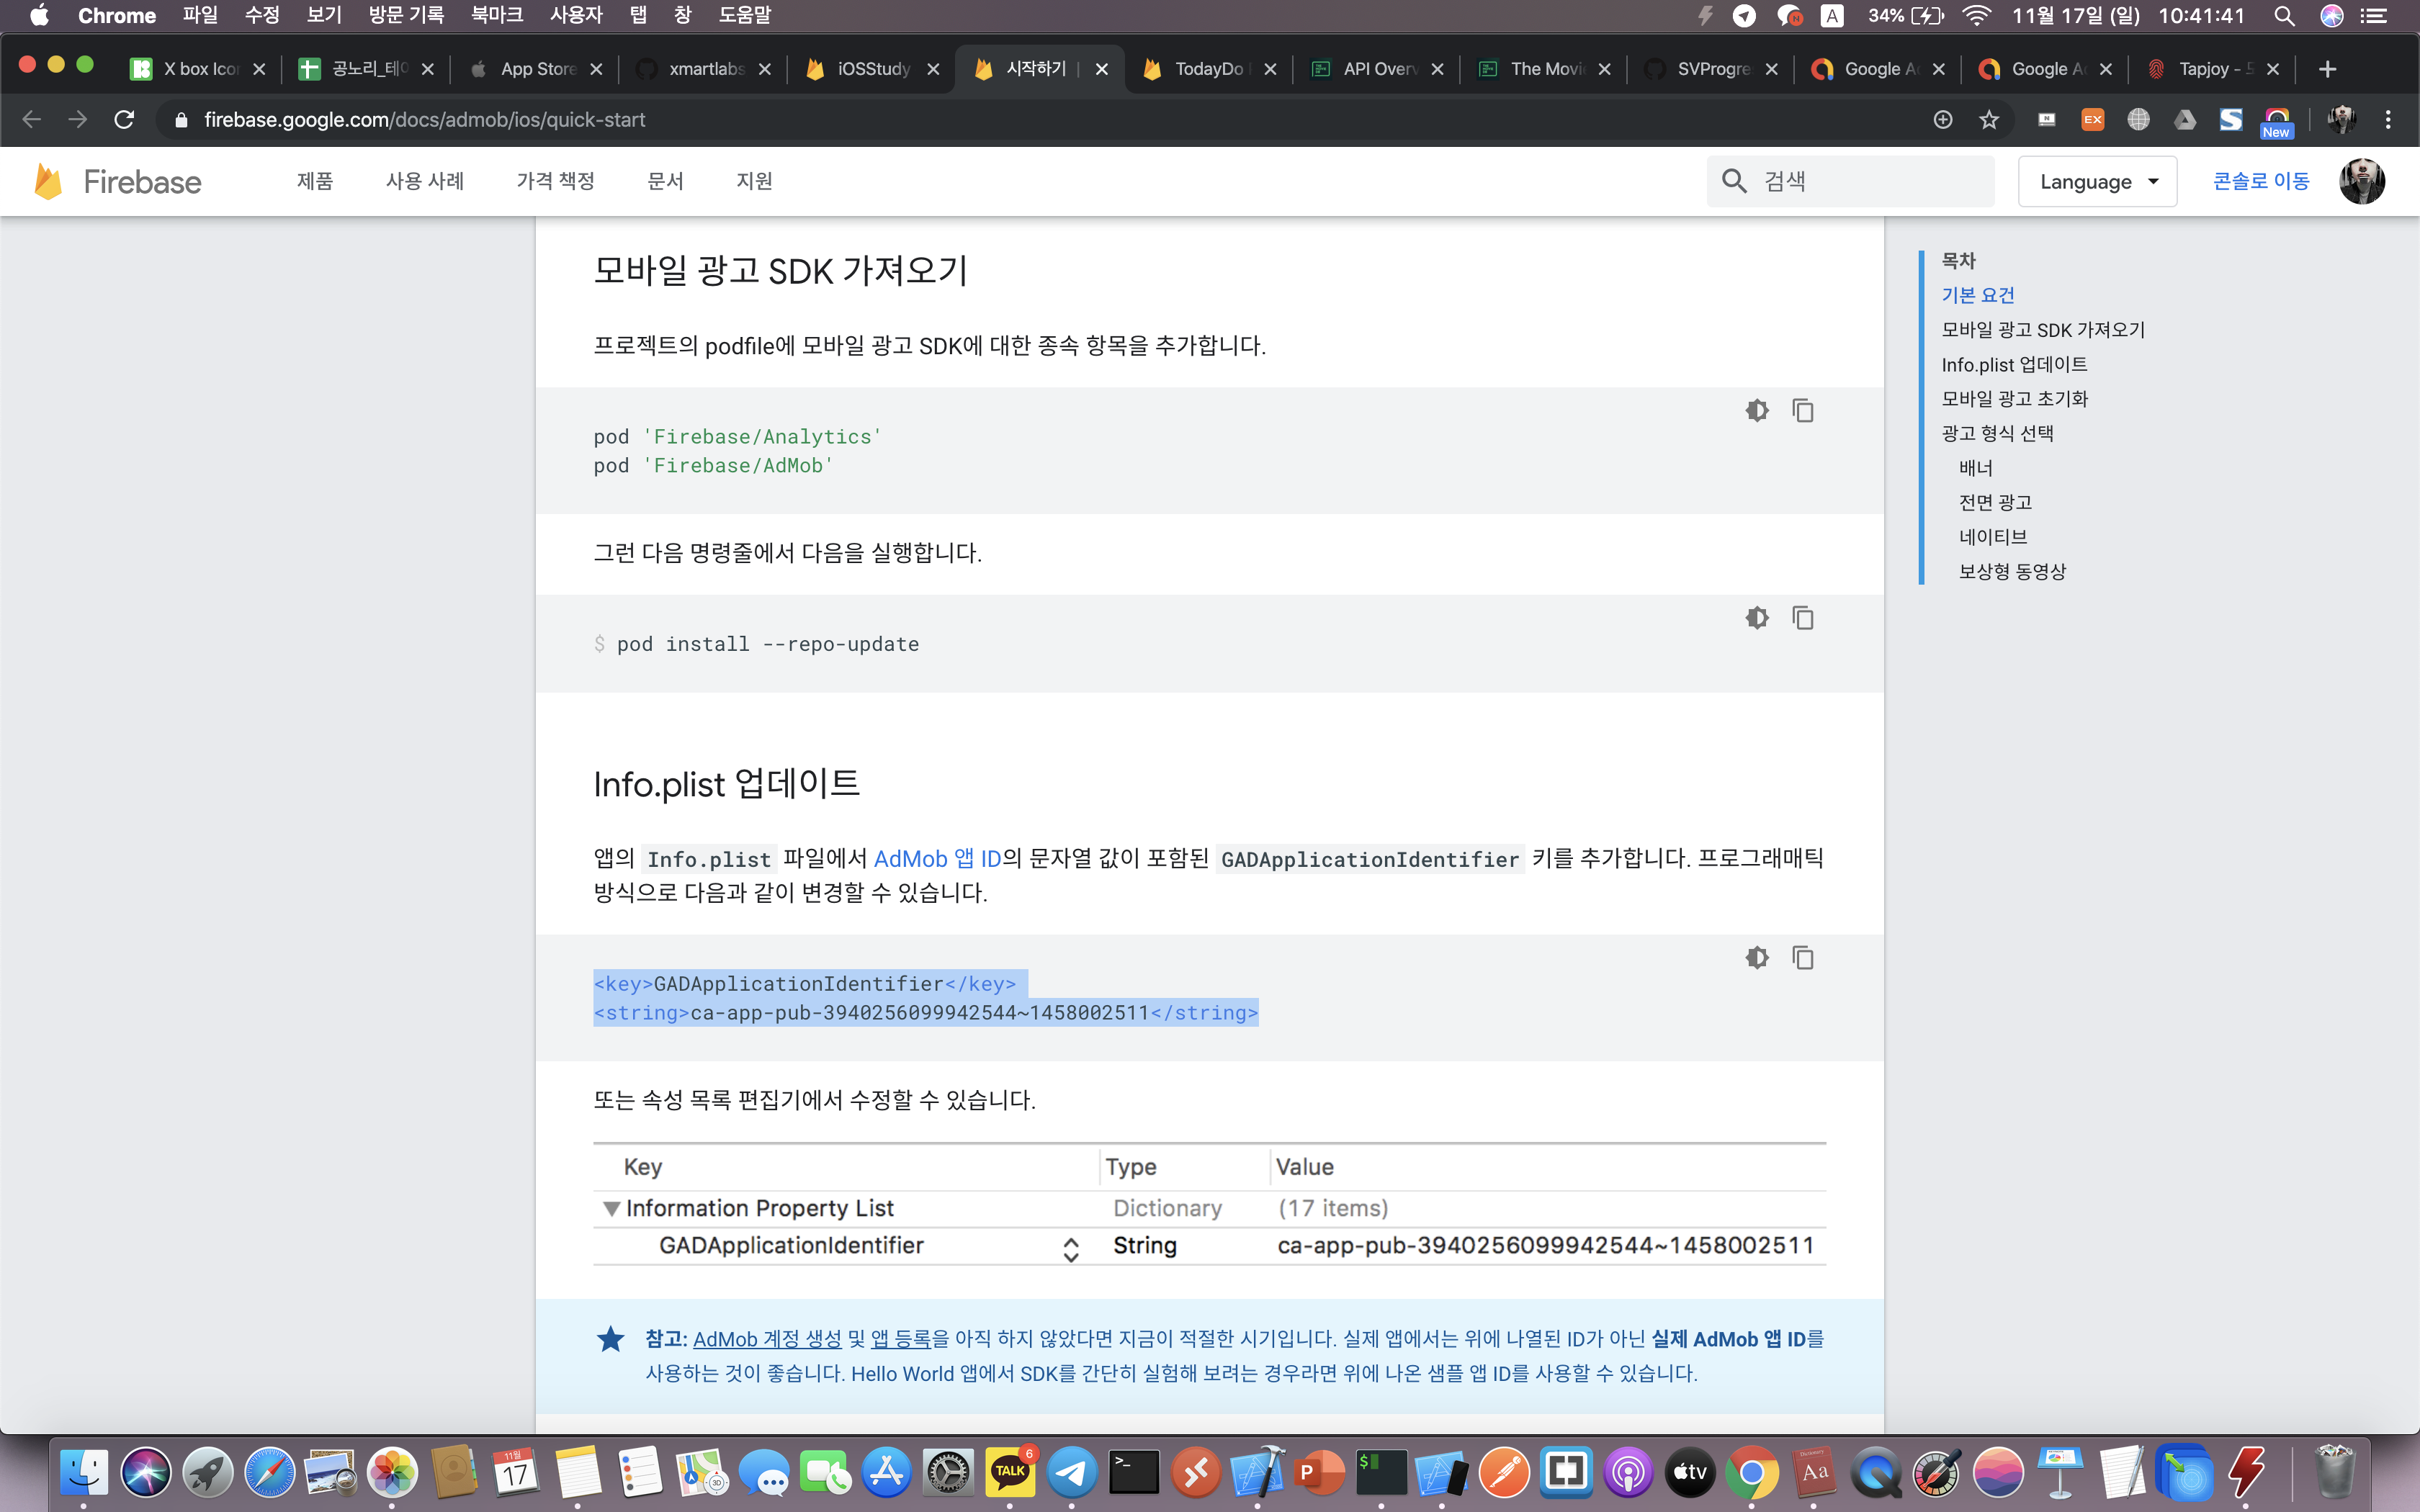 Chrome 파일 수정 보기 방문 기록 북마크 사용자 탭 창 도움말 A 34% 11월 17일 (일) 10:41:41
X box Ico 공노리_테이 App Store xmartlabs iOSStudy 시작하기 TodayDo API Overv The Movi SVProgre Google A Google A Tapjoy -
firebase.google.com/docs/admob/ios/quick-start EX New
Firebase 제품 사용 사례 가격 책정 문서 지원 검색 Language 콘솔로 이동
모바일 광고 SDK 가져오기
프로젝트의 podfile에 모바일 광고 SDK에 대한 종속 항목을 추가합니다.
pod 'Firebase/Analytics'
pod 'Firebase/AdMob'
그런 다음 명령줄에서 다음을 실행합니다.
$ pod install --repo-update
Info.plist 업데이트
앱의 Info.plist 파일에서 AdMob 앱 ID의 문자열 값이 포함된 GADApplicationIdentifier 키를 추가합니다. 프로그래매틱
방식으로 다음과 같이 변경할 수 있습니다.
<key>GADApplicationIdentifier</key>
<string>ca-app-pub-3940256099942544~1458002511</string>
또는 속성 목록 편집기에서 수정할 수 있습니다.
Key Type Value
Information Property List Dictionary (17 items)
GADApplicationIdentifier String ca-app-pub-3940256099942544~1458002511
참고: AdMob 계정 생성 및 앱 등록을 아직 하지 않았다면 지금이 적절한 시기입니다. 실제 앱에서는 위에 나열된 ID가 아닌 실제 AdMob 앱 ID를
사용하는 것이 좋습니다. Hello World 앱에서 SDK를 간단히 실험해 보려는 경우라면 위에 나온 샘플 앱 ID를 사용할 수 있습니다.
목차
기본 요건
모바일 광고 SDK 가져오기
Info.plist 업데이트
모바일 광고 초기화
광고 형식 선택
배너
전면 광고
네이티브
보상형 동영상
11월 17 3D TALK 6 >_ P $ tv Aa